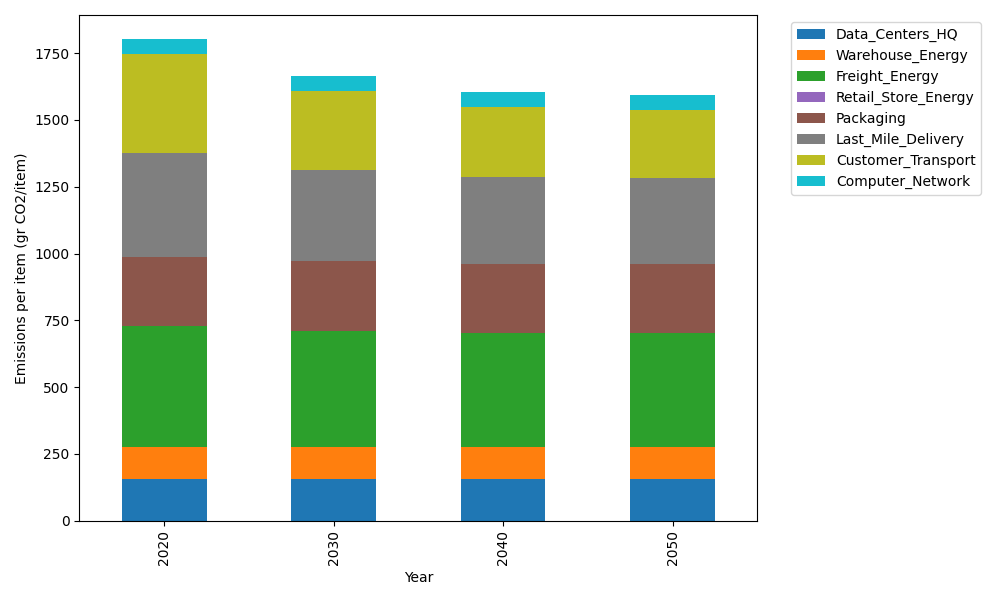 1750
1500
1250
1000
750
500
250
0
Emissions per item (gr CO2/item)
2020
2030
2040
2050
Year
Data_Centers_HQ
Warehouse_Energy
Freight_Energy
Retail_Store_Energy
Packaging
Last_Mile_Delivery
Customer_Transport
Computer_Network